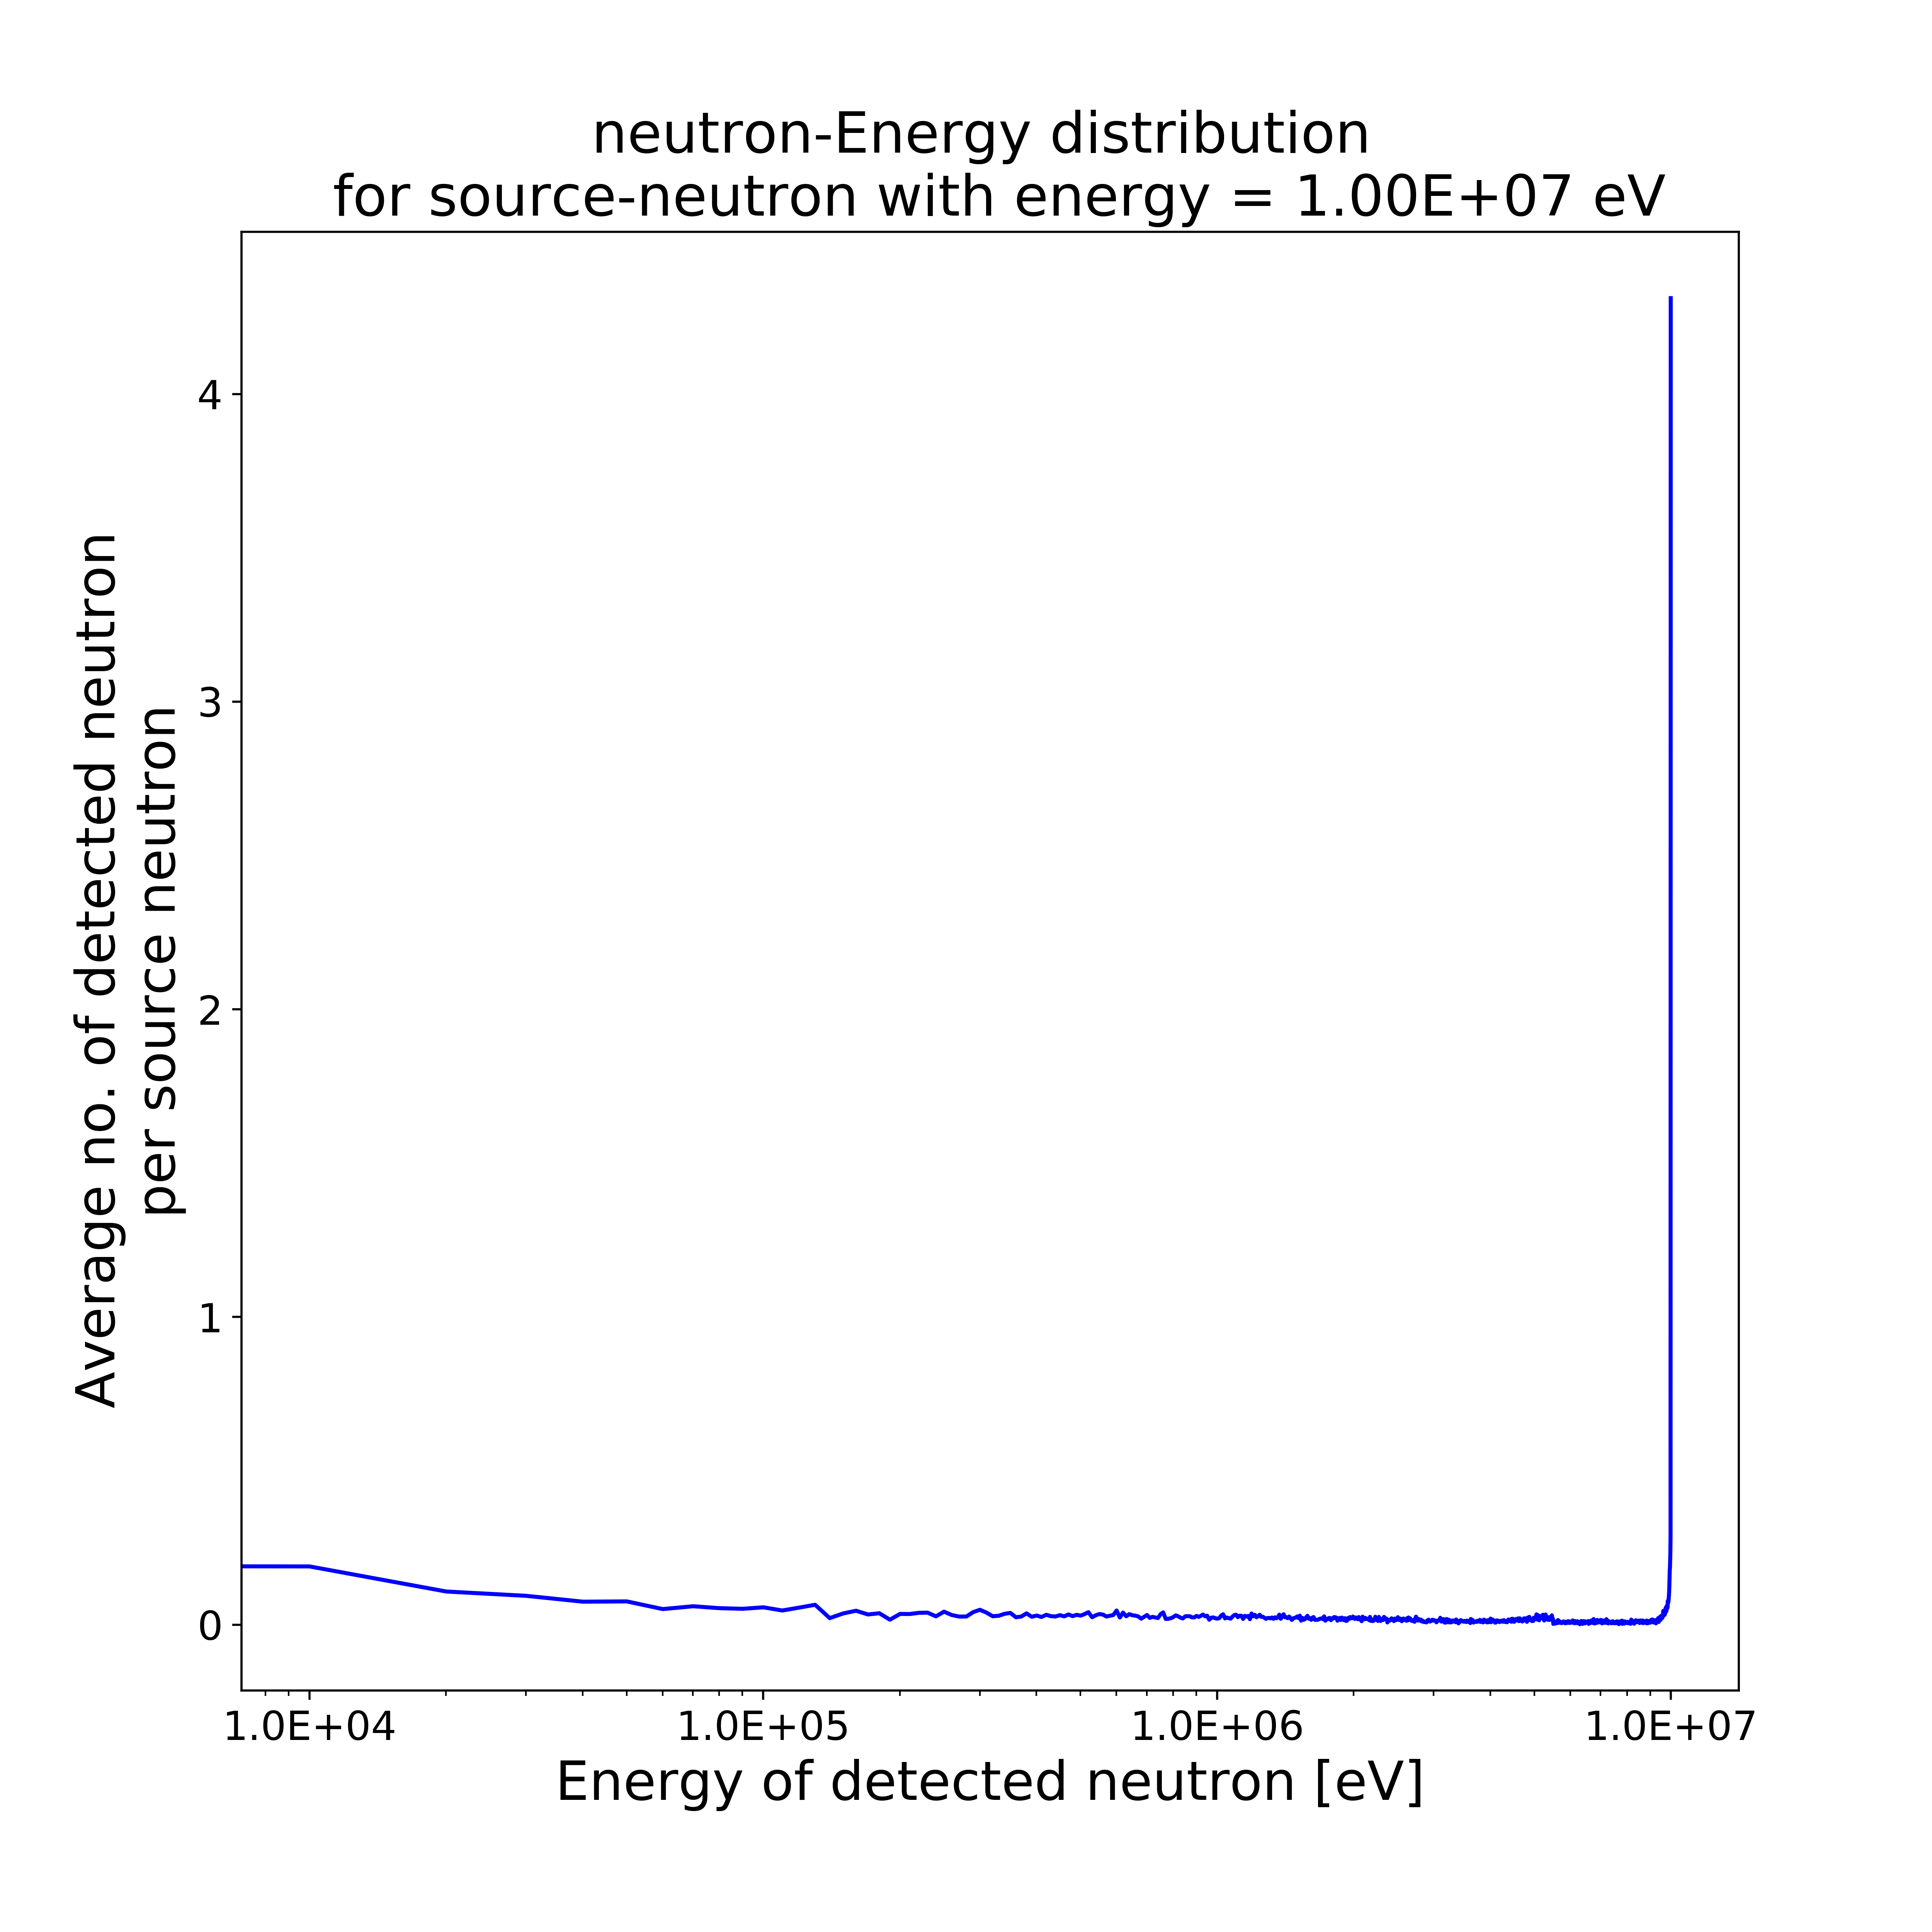 neutron-Energy distribution
for source-neutron with energy = 1.00E+07 eV
Average no. of detected neutron
per source neutron
4
3
2
1
0
1.0E+04
1.0E+05
1.0E+06
1.0E+07
Energy of detected neutron [eV]